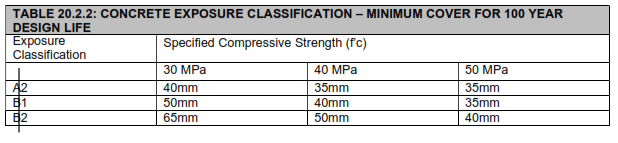 TABLE 20.2.2: CONCRETE EXPOSURE CLASSIFICATION – MINIMUM COVER FOR 100 YEAR
DESIGN LIFE
Exposure Classification Specified Compressive Strength (f'c)
30 MPa 40 MPa 50 MPa
A2 40mm 35mm 35mm
B1 50mm 40mm 35mm
B2 65mm 50mm 40mm